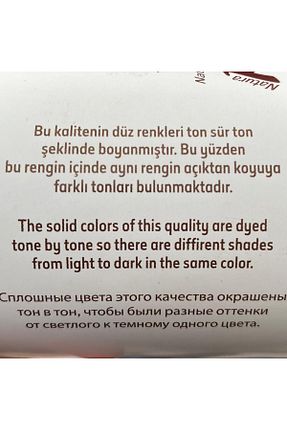 Natura
Bu kalitenin düz renkleri ton sür ton
şeklinde boyanmıştır. Bu yüzden
bu rengin içinde aynı rengin açıktan koyuya
farklı tonları bulunmaktadır.
The solid colors of this quality are dyed
tone by tone so there are diffirent shades
from light to dark in the same color.
Сплошные цвета этого качества окрашены
тон в тон, чтобы были разные оттенки
от светлого к темному одного цвета.